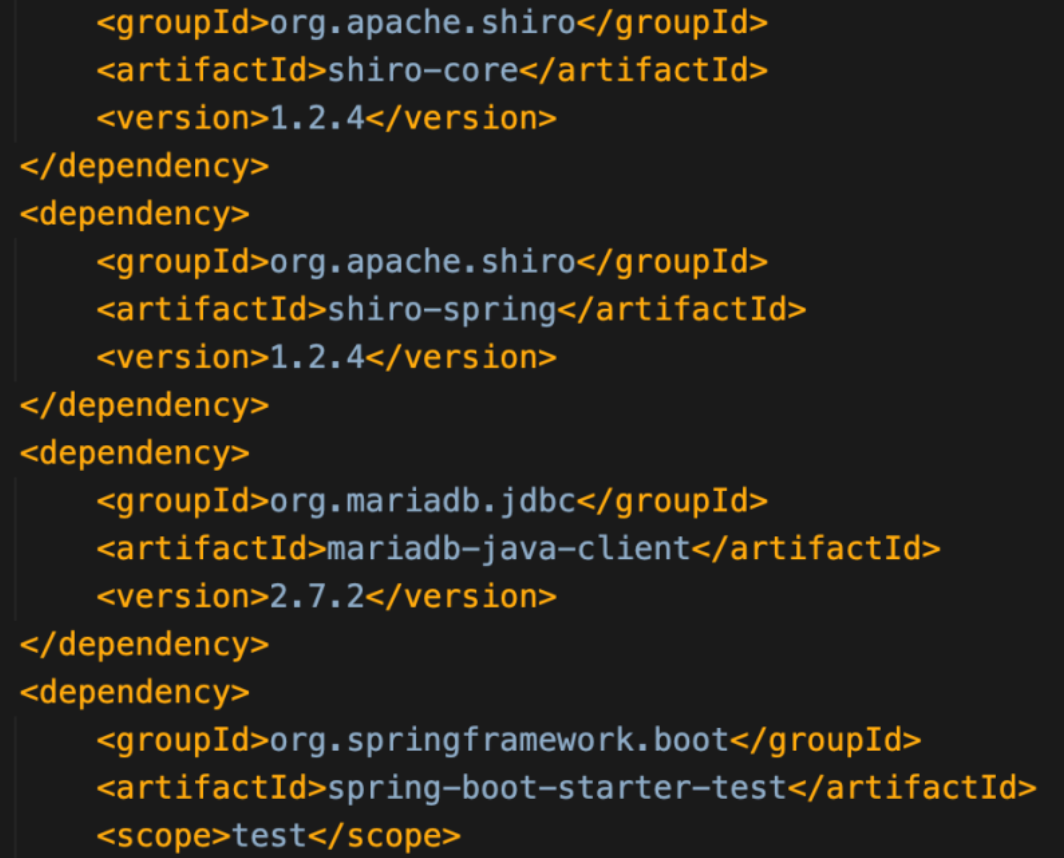 <groupId>org.apache.shiro</groupId>
<artifactId>shiro-core</artifactId>
<version>1.2.4</version>
</dependency>
<dependency>
<groupId>org.apache.shiro</groupId>
<artifactId>shiro-spring</artifactId>
<version>1.2.4</version>
</dependency>
<dependency>
<groupId>org.mariadb.jdbc</groupId>
<artifactId>mariadb-java-client</artifactId>
<version>2.7.2</version>
</dependency>
<dependency>
<groupId>org.springframework.boot</groupId>
<artifactId>spring-boot-starter-test</artifactId>
<scope>test</scope>